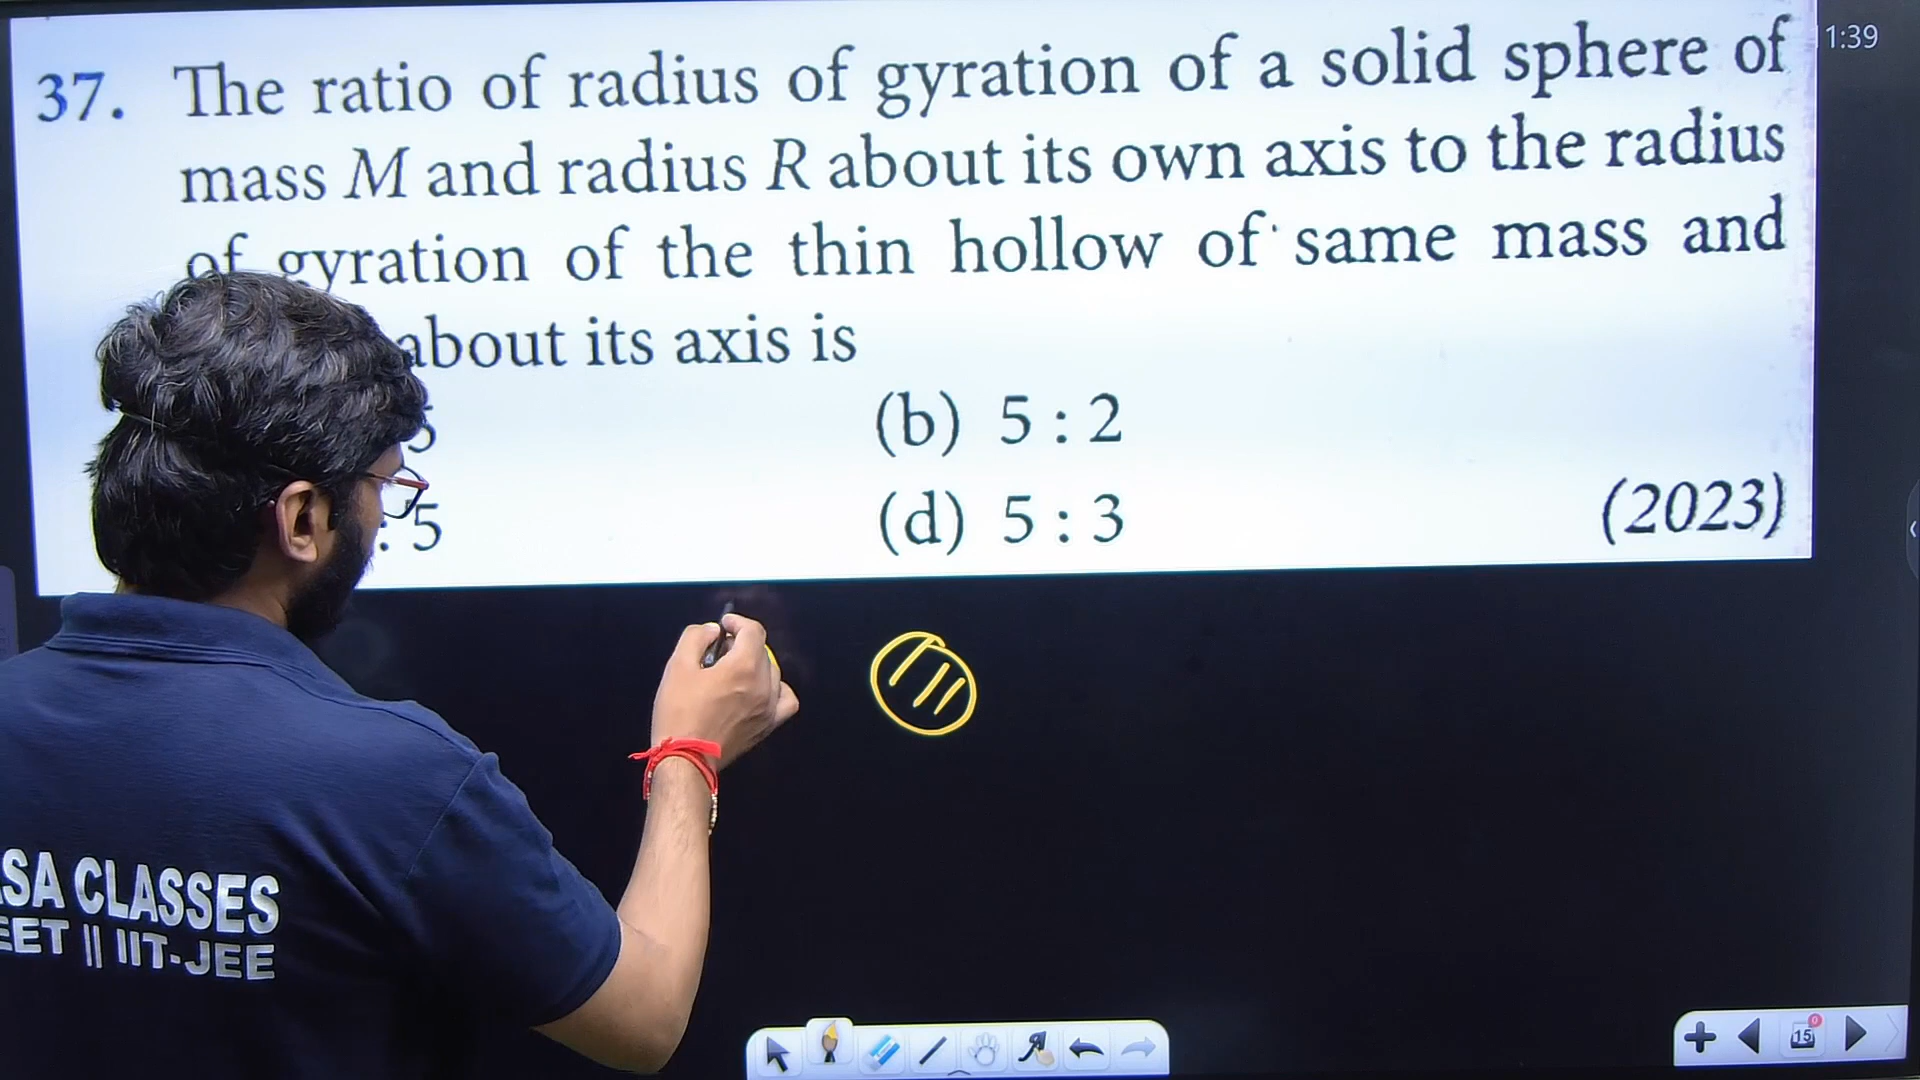 37. The ratio of radius of gyration of a solid sphere of
mass M and radius R about its own axis to the radius
of gyration of the thin hollow of same mass and
about its axis is
5
(b) 5 : 2
: 5
(d) 5 : 3
(2023)
1:39
SA CLASSES
EET || IIT-JEE
15
0